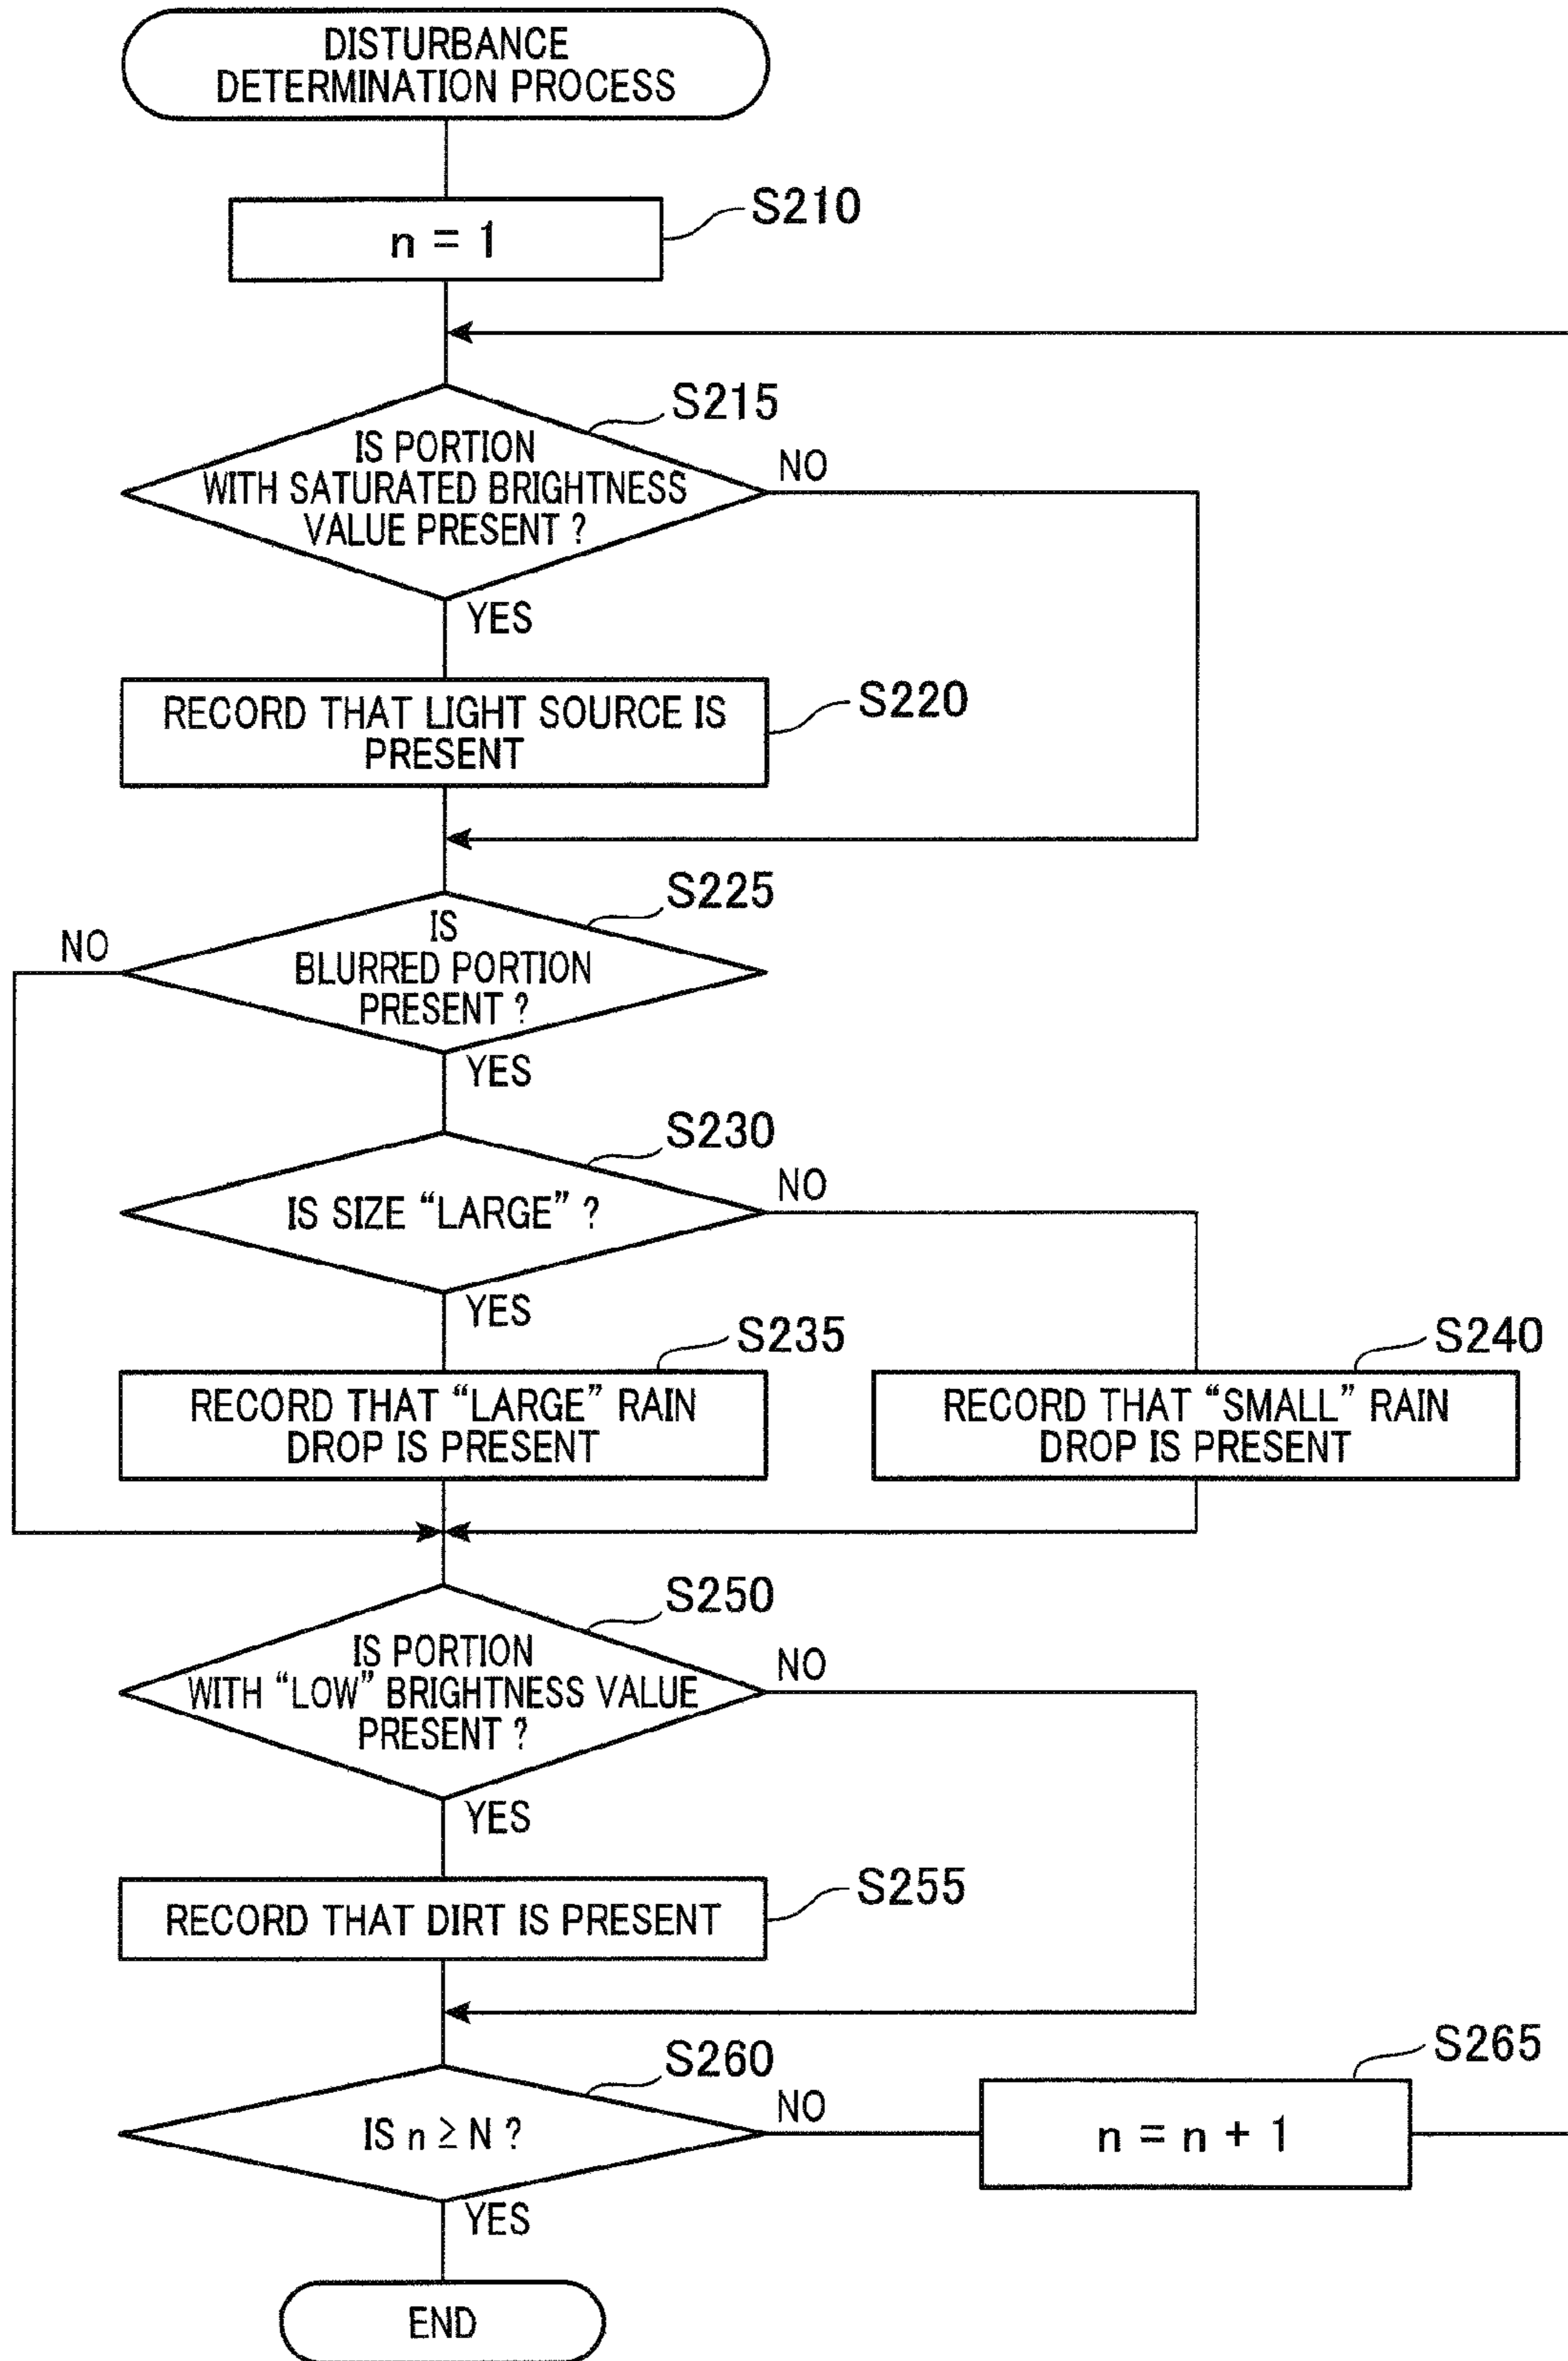 DISTURBANCE
DETERMINATION PROCESS
S210
n = 1
S215
IS PORTION
WITH SATURATED BRIGHTNESS
VALUE PRESENT ?
NO
YES
S220
RECORD THAT LIGHT SOURCE IS
PRESENT
S225
IS
BLURRED PORTION
PRESENT ?
NO
YES
S230
IS SIZE “LARGE” ?
NO
YES
S235
RECORD THAT “LARGE” RAIN
DROP IS PRESENT
S240
RECORD THAT “SMALL” RAIN
DROP IS PRESENT
S250
IS PORTION
WITH “LOW” BRIGHTNESS VALUE
PRESENT ?
NO
YES
S255
RECORD THAT DIRT IS PRESENT
S260
IS n ≥ N ?
NO
YES
S265
n = n + 1
END